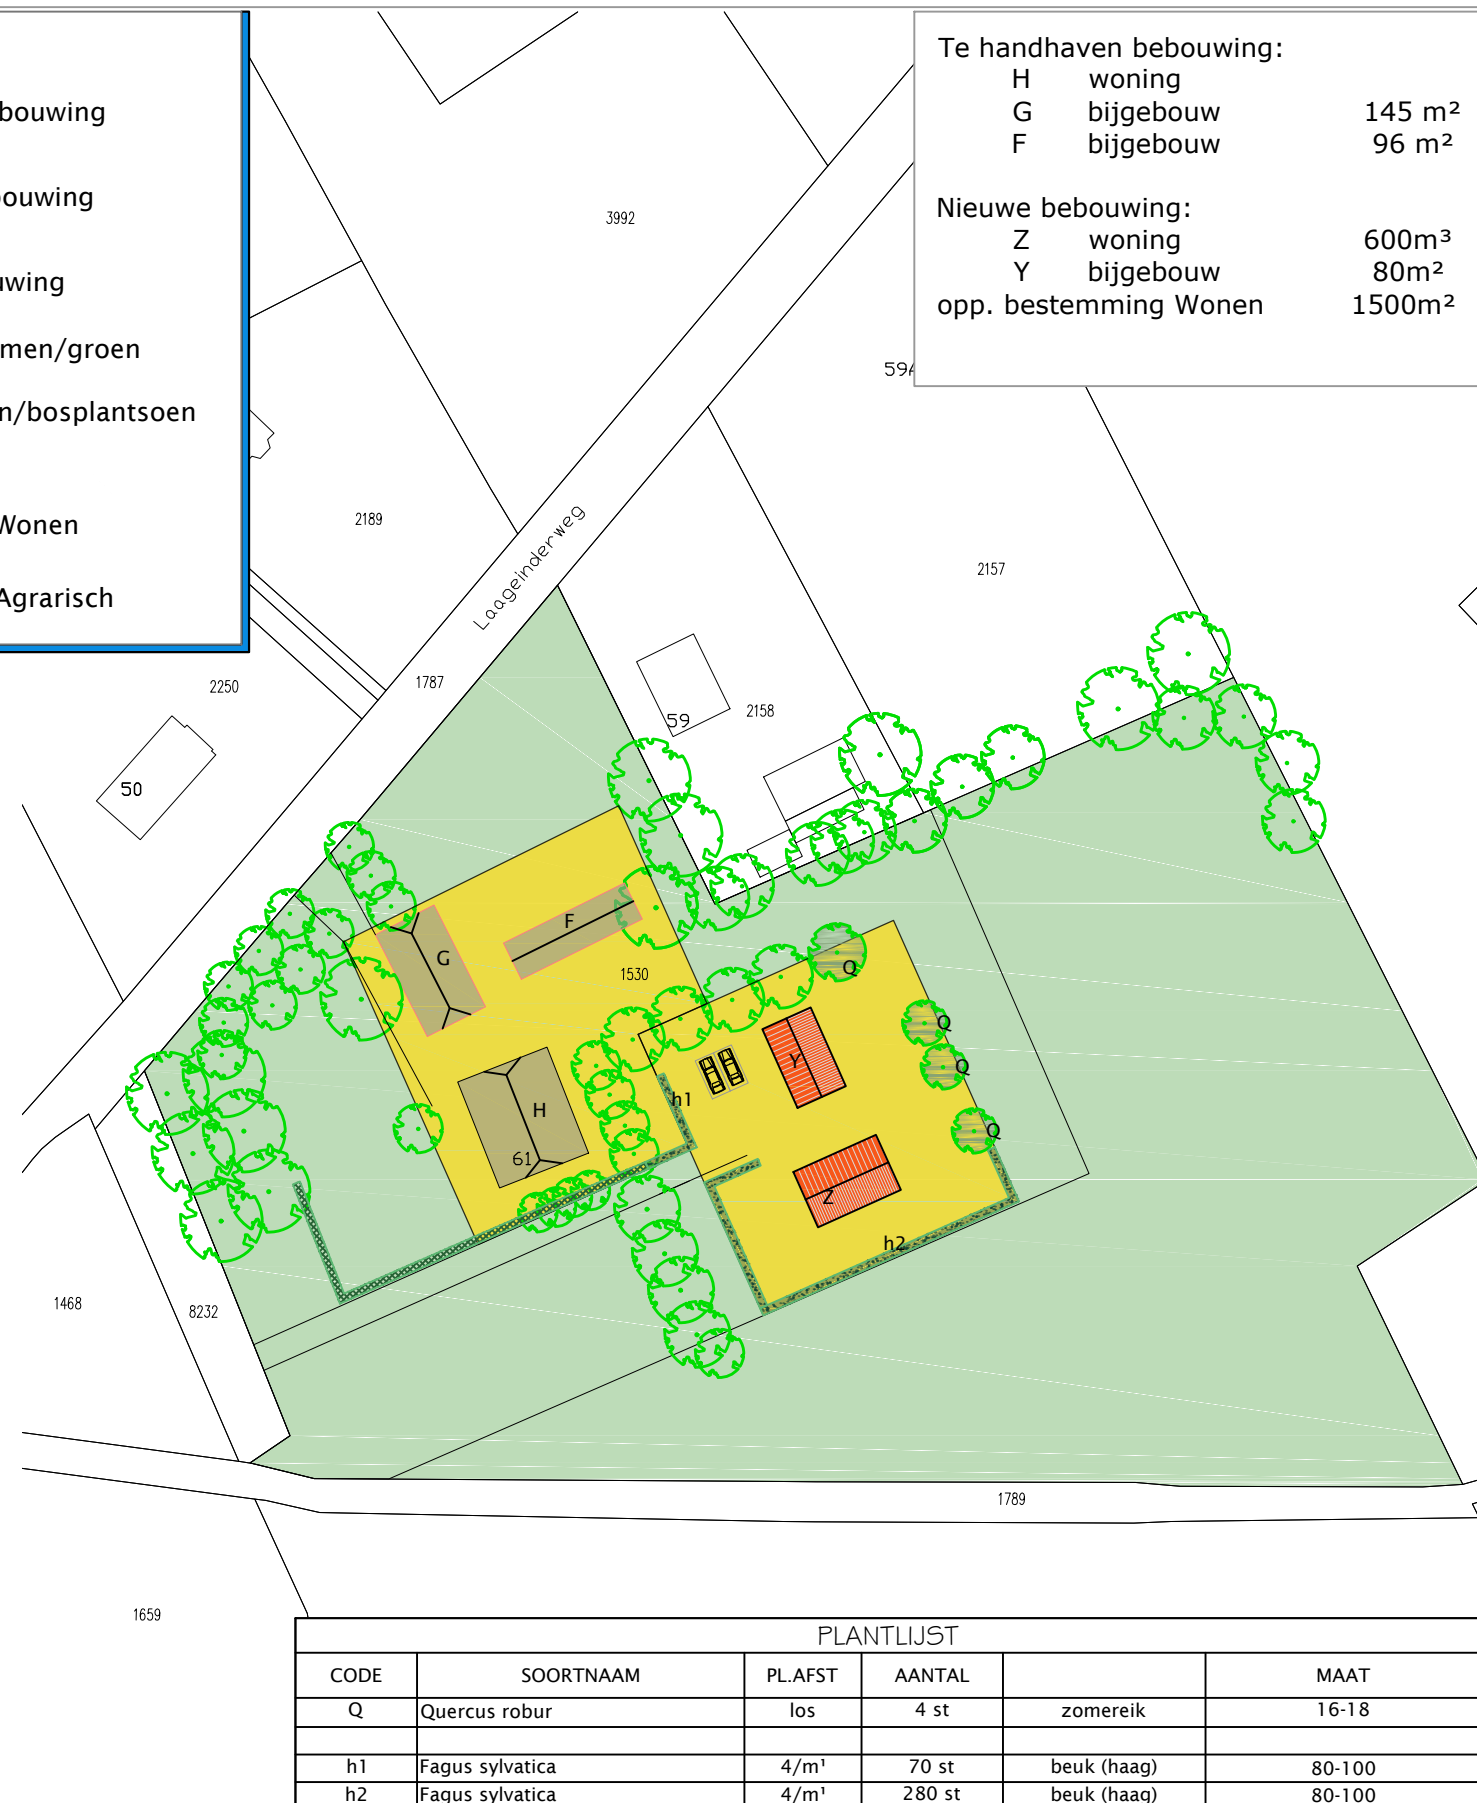 bouwing
ouwing
wing
men/groen
n/bosplantsoen
Wonen
Agrarisch
Te handhaven bebouwing:
H woning
G bijgebouw 145 m²
F bijgebouw 96 m²
Nieuwe bebouwing:
Z woning 600m³
Y bijgebouw 80m²
opp. bestemming Wonen 1500m²
3992
59A
2189
Laageinderweg
2157
2250
1787
59
2158
50
F
G
1530
Q
Q
Y
Q
h1
H
Q
61
Z
h2
1468
8232
1789
1659
PLANTLIJST
CODE SOORTNAAM PL.AFST AANTAL MAAT
Q Quercus robur los 4 st zomereik 16-18
h1 Fagus sylvatica 4/m¹ 70 st beuk (haag) 80-100
h2 Fagus sylvatica 4/m¹ 280 st beuk (haag) 80-100